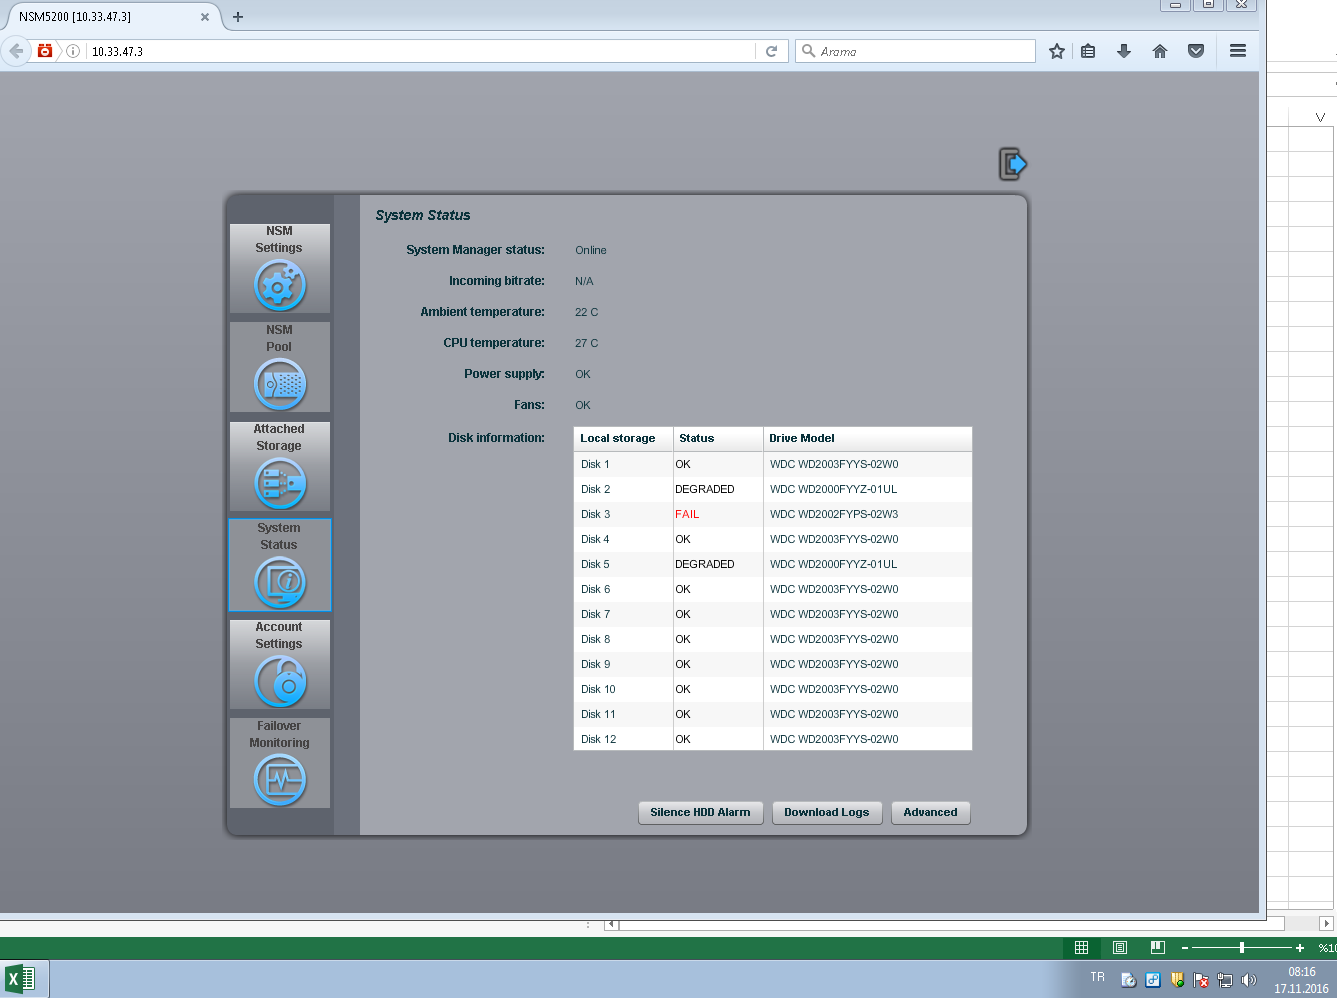 NSM5200 [10.33.47.3]
10.33.47.3
Arama
V
System Status
NSM
Settings
NSM
Pool
Attached
Storage
System
Status
Account
Settings
Failover
Monitoring
System Manager status: Online
Incoming bitrate: N/A
Ambient temperature: 22 C
CPU temperature: 27 C
Power supply: OK
Fans: OK
Disk information:
Local storage Status Drive Model
Disk 1 OK WDC WD2003FYYS-02W0
Disk 2 DEGRADED WDC WD2000FYYZ-01UL
Disk 3 FAIL WDC WD2002FYPS-02W3
Disk 4 OK WDC WD2003FYYS-02W0
Disk 5 DEGRADED WDC WD2000FYYZ-01UL
Disk 6 OK WDC WD2003FYYS-02W0
Disk 7 OK WDC WD2003FYYS-02W0
Disk 8 OK WDC WD2003FYYS-02W0
Disk 9 OK WDC WD2003FYYS-02W0
Disk 10 OK WDC WD2003FYYS-02W0
Disk 11 OK WDC WD2003FYYS-02W0
Disk 12 OK WDC WD2003FYYS-02W0
Silence HDD Alarm Download Logs Advanced
TR
08:16
17.11.2016